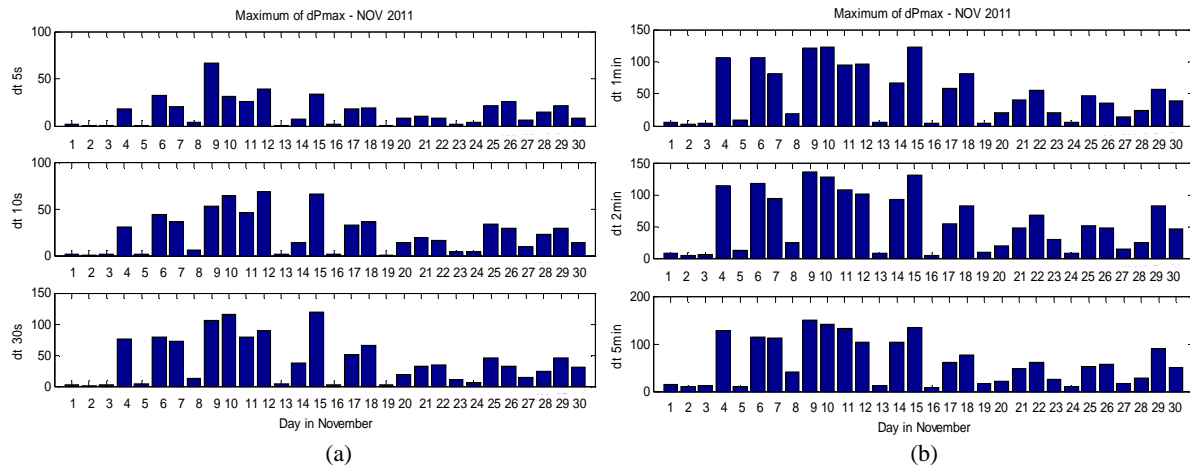 Maximum of dPmax - NOV 2011
100
50
0
dt 5s
1 2 3 4 5 6 7 8 9 10 11 12 13 14 15 16 17 18 19 20 21 22 23 24 25 26 27 28 29 30
100
50
0
dt 10s
1 2 3 4 5 6 7 8 9 10 11 12 13 14 15 16 17 18 19 20 21 22 23 24 25 26 27 28 29 30
150
100
50
0
dt 30s
1 2 3 4 5 6 7 8 9 10 11 12 13 14 15 16 17 18 19 20 21 22 23 24 25 26 27 28 29 30
Day in November
(a)
Maximum of dPmax - NOV 2011
150
100
50
0
dt 1min
1 2 3 4 5 6 7 8 9 10 11 12 13 14 15 16 17 18 19 20 21 22 23 24 25 26 27 28 29 30
150
100
50
0
dt 2min
1 2 3 4 5 6 7 8 9 10 11 12 13 14 15 16 17 18 19 20 21 22 23 24 25 26 27 28 29 30
200
100
0
dt 5min
1 2 3 4 5 6 7 8 9 10 11 12 13 14 15 16 17 18 19 20 21 22 23 24 25 26 27 28 29 30
Day in November
(b)